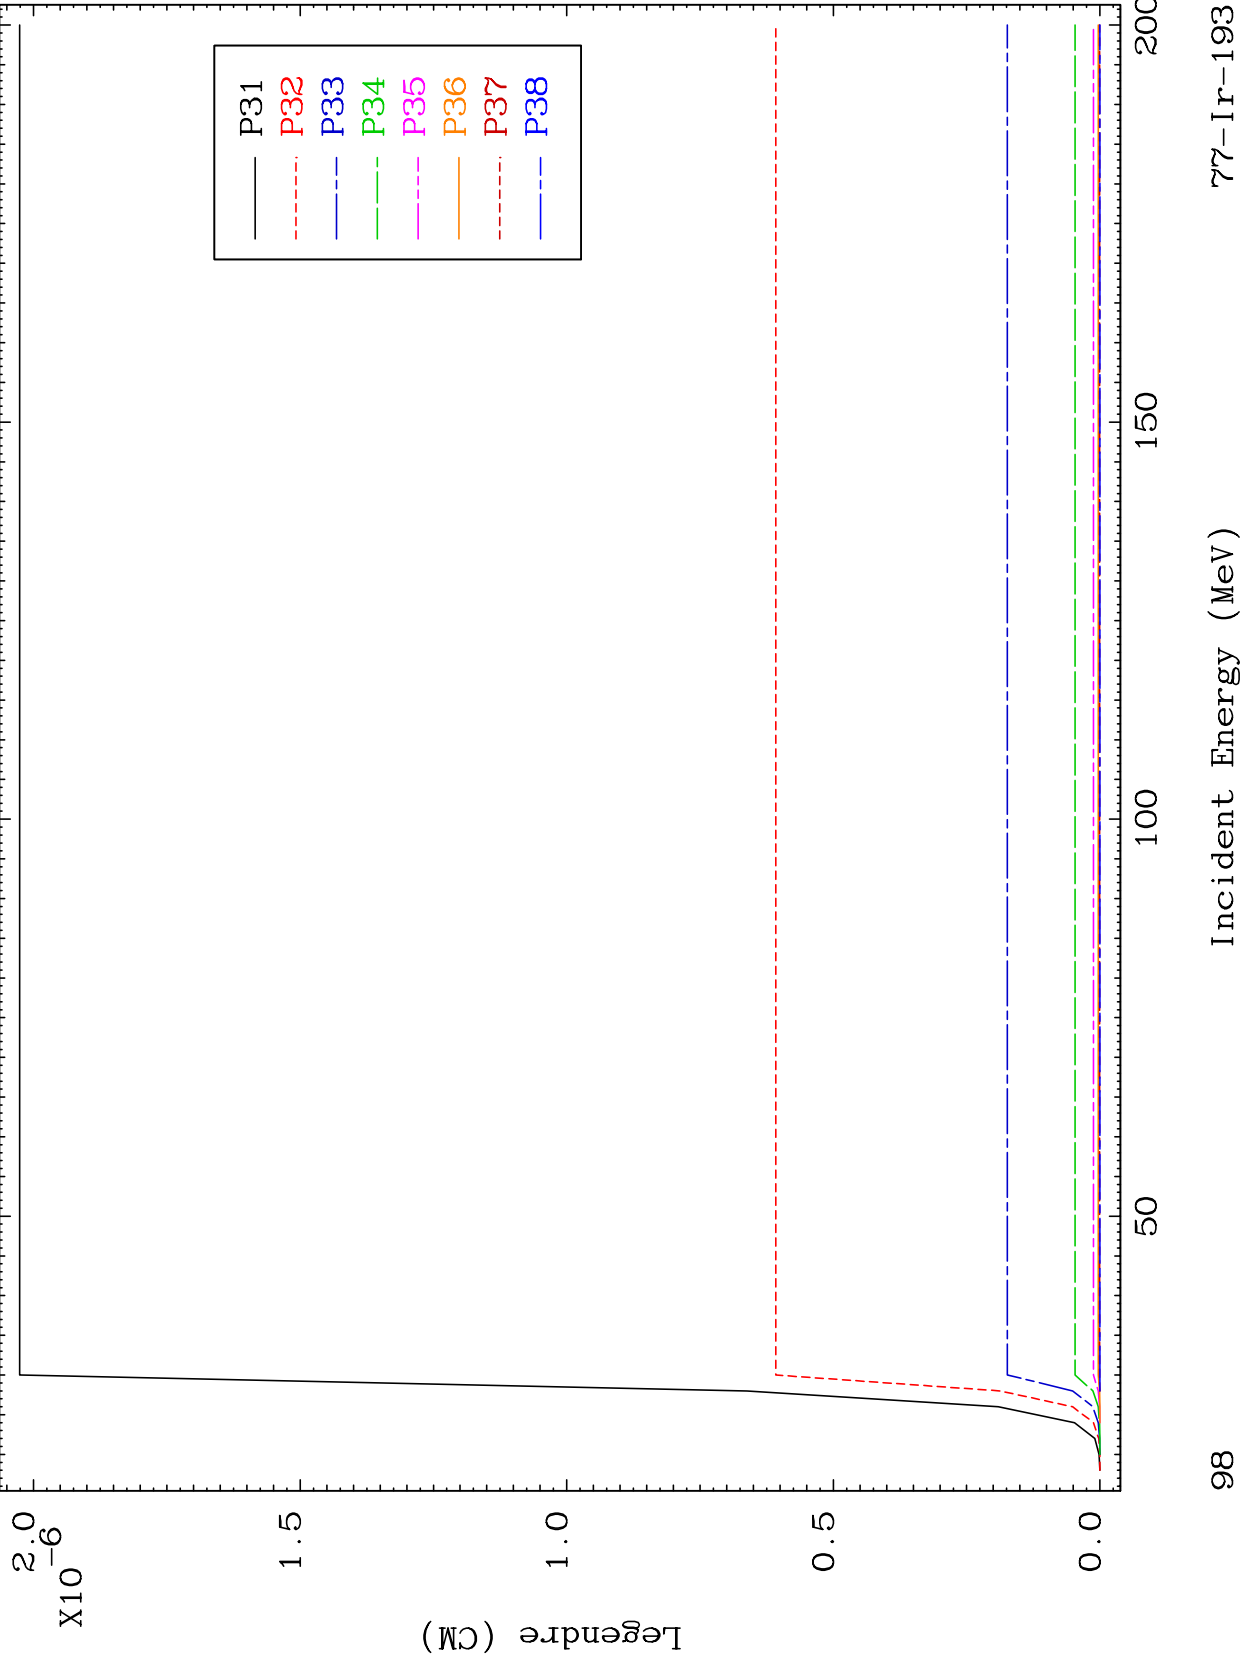 P31
P32
P33
P34
P35
P36
P37
P38
2.0
X10-6
1.5
1.0
0.5
0.0
Legendre (CM)
50
100
150
200
Incident Energy (MeV)
98
77-Ir-193